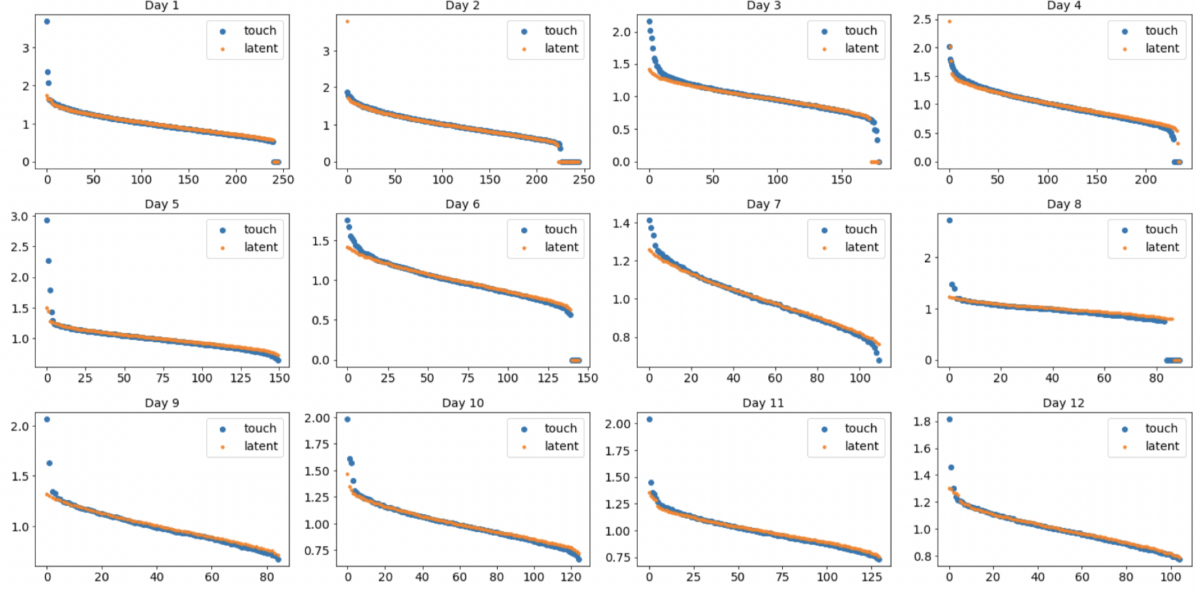 Day 1
touch
latent
3
2
1
0
0 50 100 150 200 250
Day 2
touch
latent
3
2
1
0
0 50 100 150 200 250
Day 3
touch
latent
2.0
1.5
1.0
0.5
0.0
0 50 100 150
Day 4
touch
latent
2.5
2.0
1.5
1.0
0.5
0.0
0 50 100 150 200
Day 5
touch
latent
3.0
2.5
2.0
1.5
1.0
0 25 50 75 100 125 150
Day 6
touch
latent
1.5
1.0
0.5
0.0
0 25 50 75 100 125 150
Day 7
touch
latent
1.4
1.2
1.0
0.8
0 20 40 60 80 100
Day 8
touch
latent
2
1
0
0 20 40 60 80
Day 9
touch
latent
2.0
1.5
1.0
0 20 40 60 80
Day 10
touch
latent
2.00
1.75
1.50
1.25
1.00
0.75
0 20 40 60 80 100 120
Day 11
touch
latent
2.00
1.75
1.50
1.25
1.00
0.75
0 25 50 75 100 125
Day 12
touch
latent
1.8
1.6
1.4
1.2
1.0
0.8
0 20 40 60 80 100